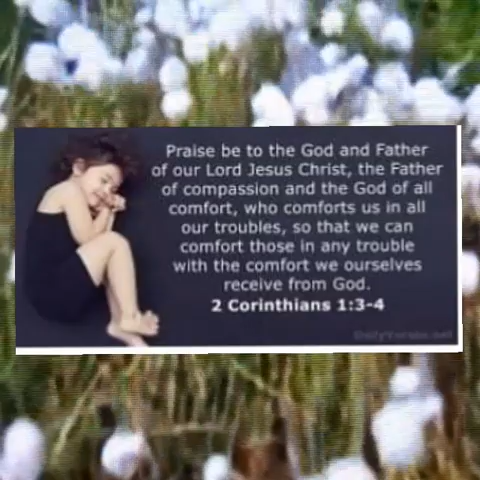 Praise be to the God and Father
of our Lord Jesus Christ, the Father
of compassion and the God of all
comfort, who comforts us in all
our troubles, so that we can
comfort those in any trouble
with the comfort we ourselves
receive from God.
2 Corinthians 1:3-4